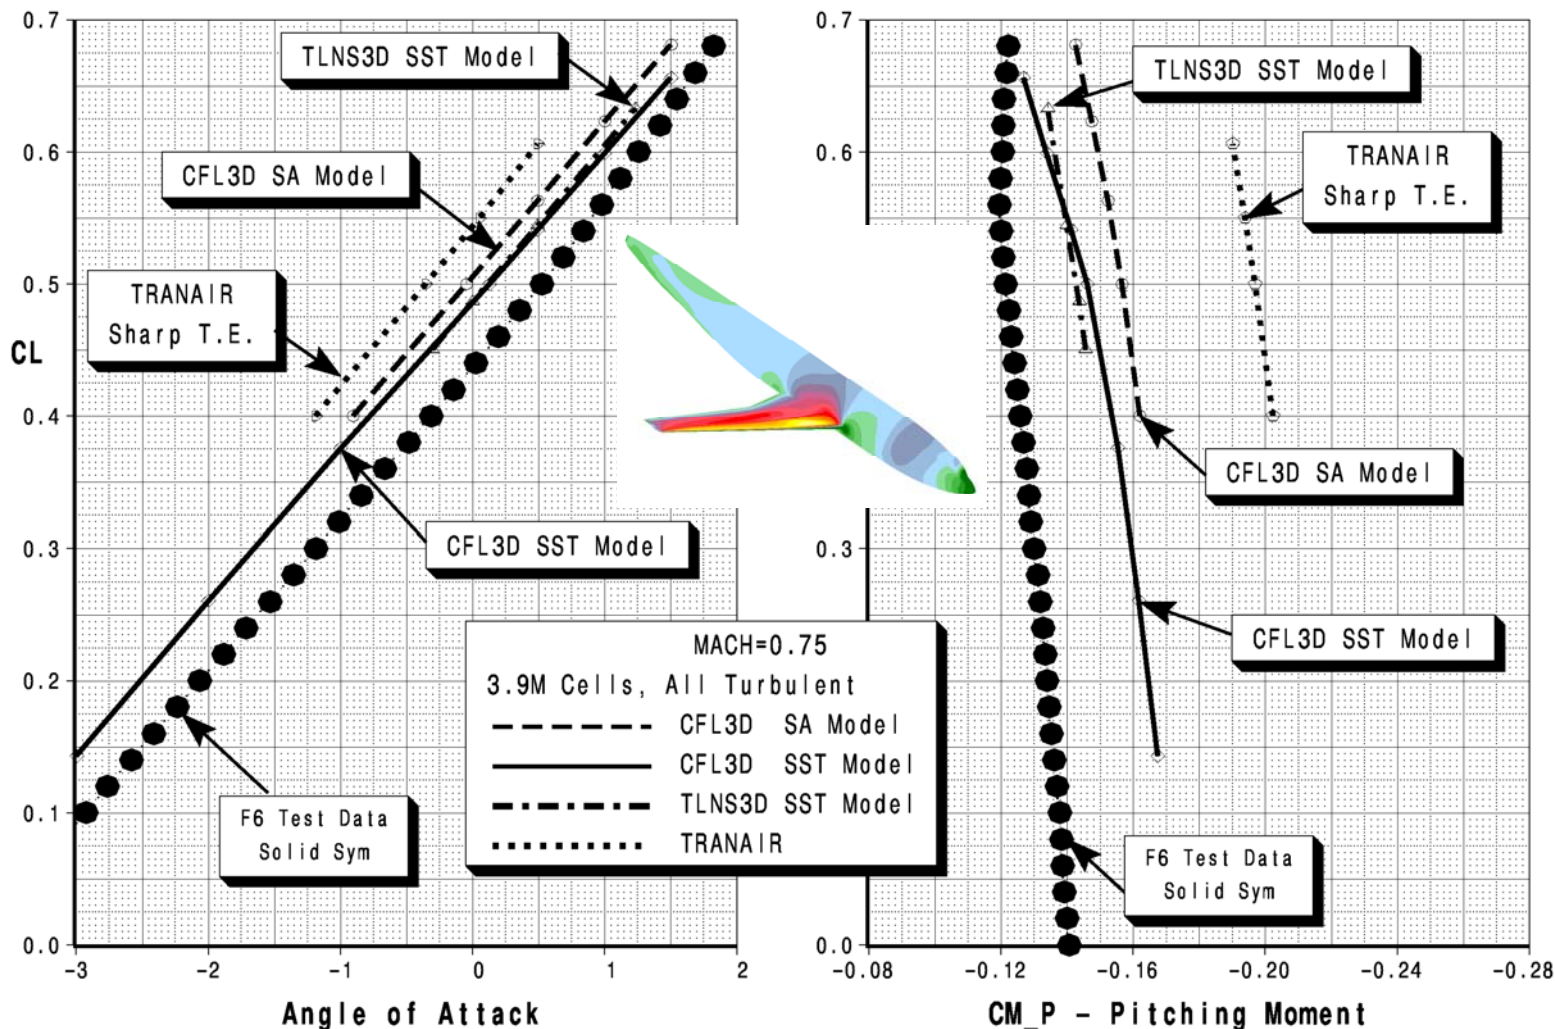 0.7
0.6
0.5
CL
0.4
0.3
0.2
0.1
0.0
-3 -2 -1 0 1 2
Angle of Attack
TLNS3D SST Model
CFL3D SA Model
TRANAIR
Sharp T.E.
CFL3D SST Model
F6 Test Data
Solid Sym
MACH=0.75
3.9M Cells, All Turbulent
CFL3D SA Model
CFL3D SST Model
TLNS3D SST Model
TRANAIR
0.7
0.6
0.3
0.0
-0.08 -0.12 -0.16 -0.20 -0.24 -0.28
CM_P – Pitching Moment
TLNS3D SST Model
TRANAIR
Sharp T.E.
CFL3D SA Model
CFL3D SST Model
F6 Test Data
Solid Sym